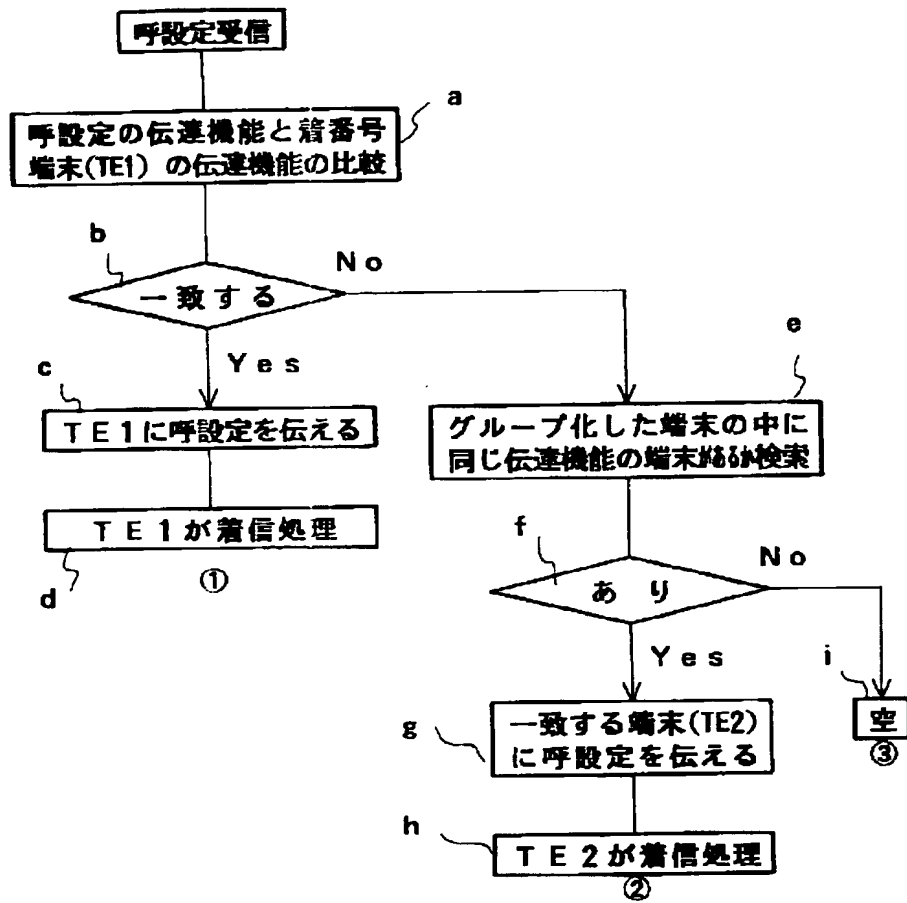 呼設定受信
a
呼設定の伝達機能と着番号
端末(TE1)の伝達機能の比較
b
一致する
No
Yes
c
TE1に呼設定を伝える
TE1が着信処理
d
①
e
グループ化した端末の中に
同じ伝達機能の端末があるか検索
f
あり
No
Yes
g
一致する端末(TE2)
に呼設定を伝える
h
TE2が着信処理
②
i
空
③